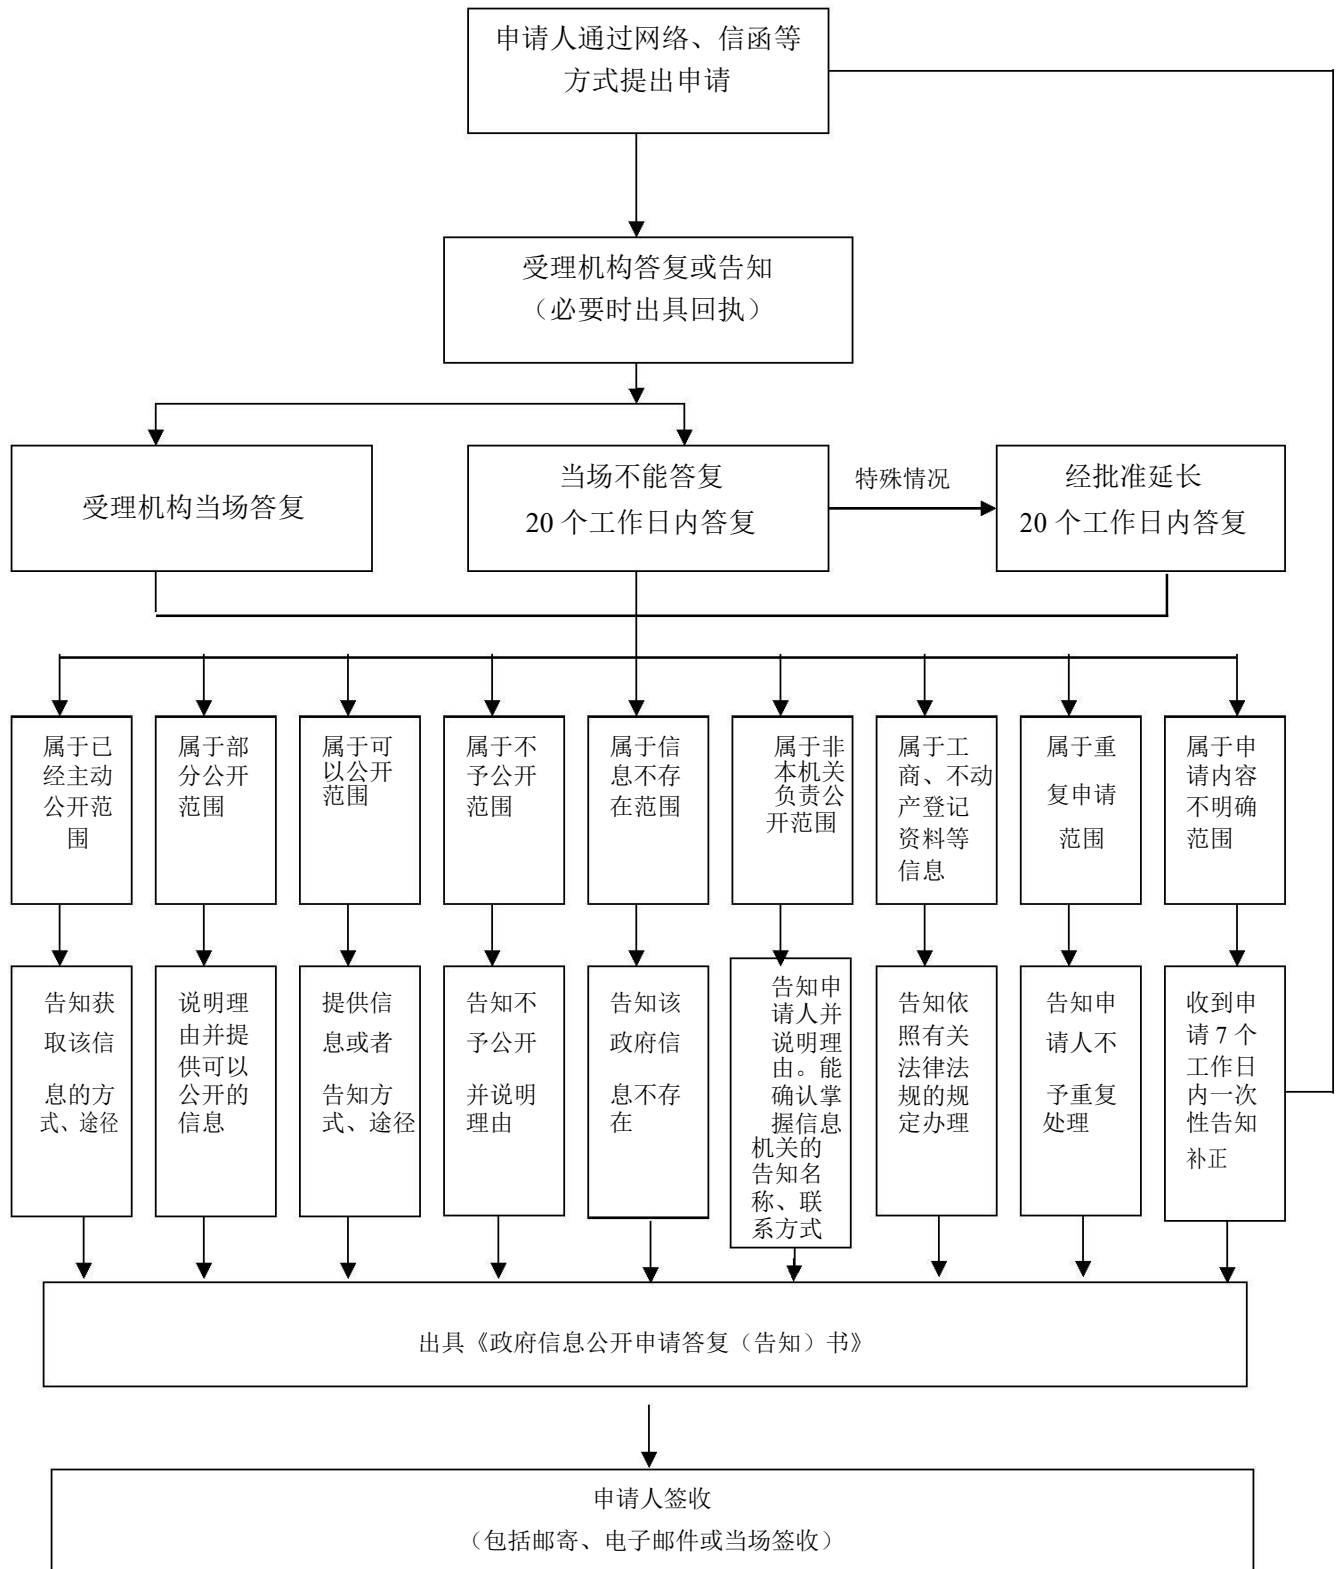 申请人通过网络、信函等
方式提出申请
受理机构答复或告知
（必要时出具回执）
受理机构当场答复
当场不能答复
20 个工作日内答复
特殊情况
经批准延长
20 个工作日内答复
属于已
经主动
公开范
围
属于部
分公开
范围
属于可
以公开
范围
属于不
予公开
范围
属于信
息不存
在范围
属于非
本机关
负责公
开范围
属于工
商、不动
产登记
资料等
信息
属于重
复申请
范围
属于申
请内容
不明确
范围
告知获
取该信
息的方
式、途径
说明理
由并提
供可以
公开的
信息
提供信
息或者
告知方
式、途径
告知不
予公开
并说明
理由
告知该
政府信
息不存
在
告知申
请人并
说明理
由。能
确认掌
握信息
机关的
告知名
称、联
系方式
告知依
照有关
法律法
规的规
定办理
告知申
请人不
予重复
处理
收到申
请 7 个
工作日
内一次
性告知
补正
出具《政府信息公开申请答复（告知）书》
申请人签收
（包括邮寄、电子邮件或当场签收）